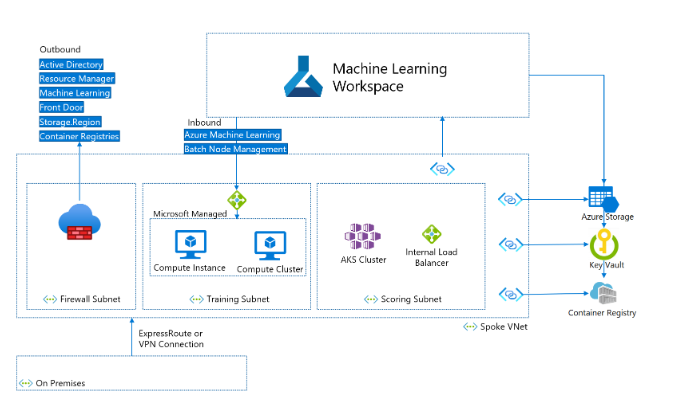 Outbound
Active Directory
Resource Manager
Machine Learning
Front Door
Storage.Region
Container Registries
Machine Learning
Workspace
Inbound
Azure Machine Learning
Batch Node Management
Microsoft Managed
Compute Instance
Compute Cluster
AKS Cluster
Internal Load
Balancer
Azure Storage
Key Vault
Container Registry
Firewall Subnet
Training Subnet
Scoring Subnet
Spoke VNet
ExpressRoute or
VPN Connection
On Premises